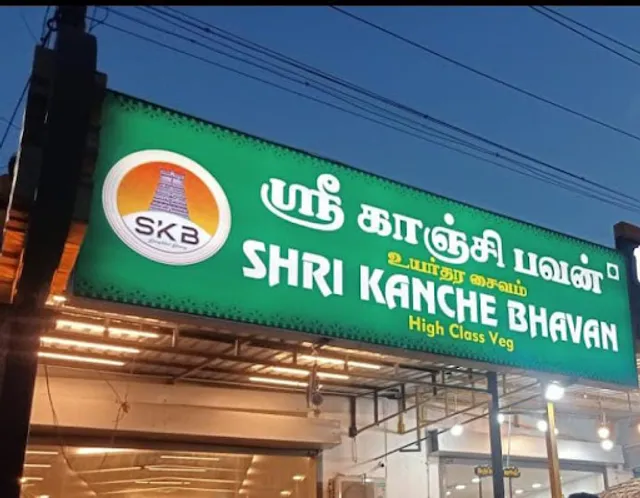 SKB
ஸ்ரீ காஞ்சி பவன்
உயர்தர சைவம்
SHRI KANCHE BHAVAN
High Class Veg